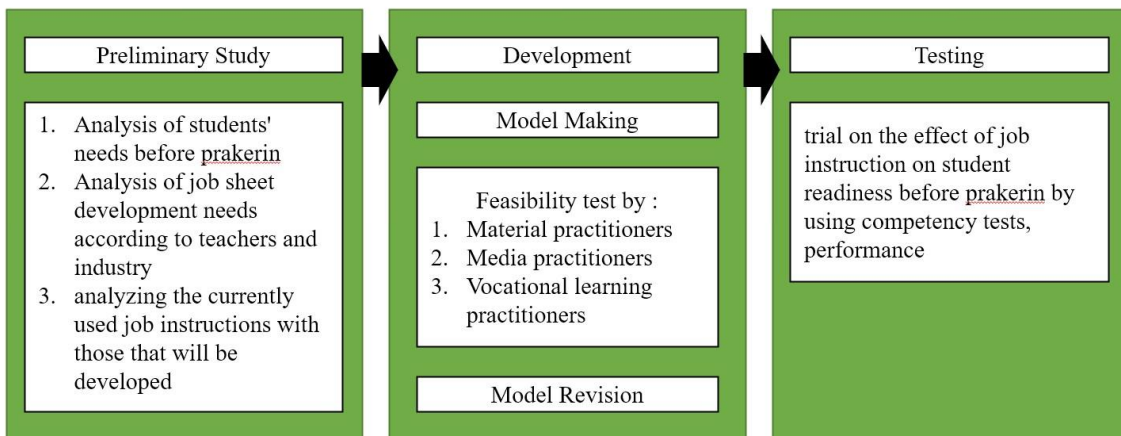 Preliminary Study
1. Analysis of students'
needs before prakerin
2. Analysis of job sheet
development needs
according to teachers and
industry
3. analyzing the currently
used job instructions with
those that will be
developed
Development
Model Making
Feasibility test by :
1. Material practitioners
2. Media practitioners
3. Vocational learning
practitioners
Model Revision
Testing
trial on the effect of job
instruction on student
readiness before prakerin by
using competency tests,
performance